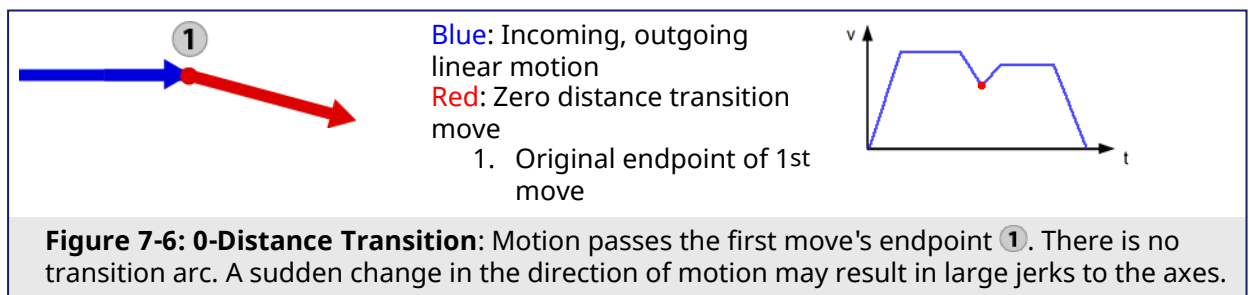 1
Blue: Incoming, outgoing
linear motion
Red: Zero distance transition
move
1. Original endpoint of 1st
move
v
t
Figure 7-6: 0-Distance Transition: Motion passes the first move's endpoint 1. There is no
transition arc. A sudden change in the direction of motion may result in large jerks to the axes.